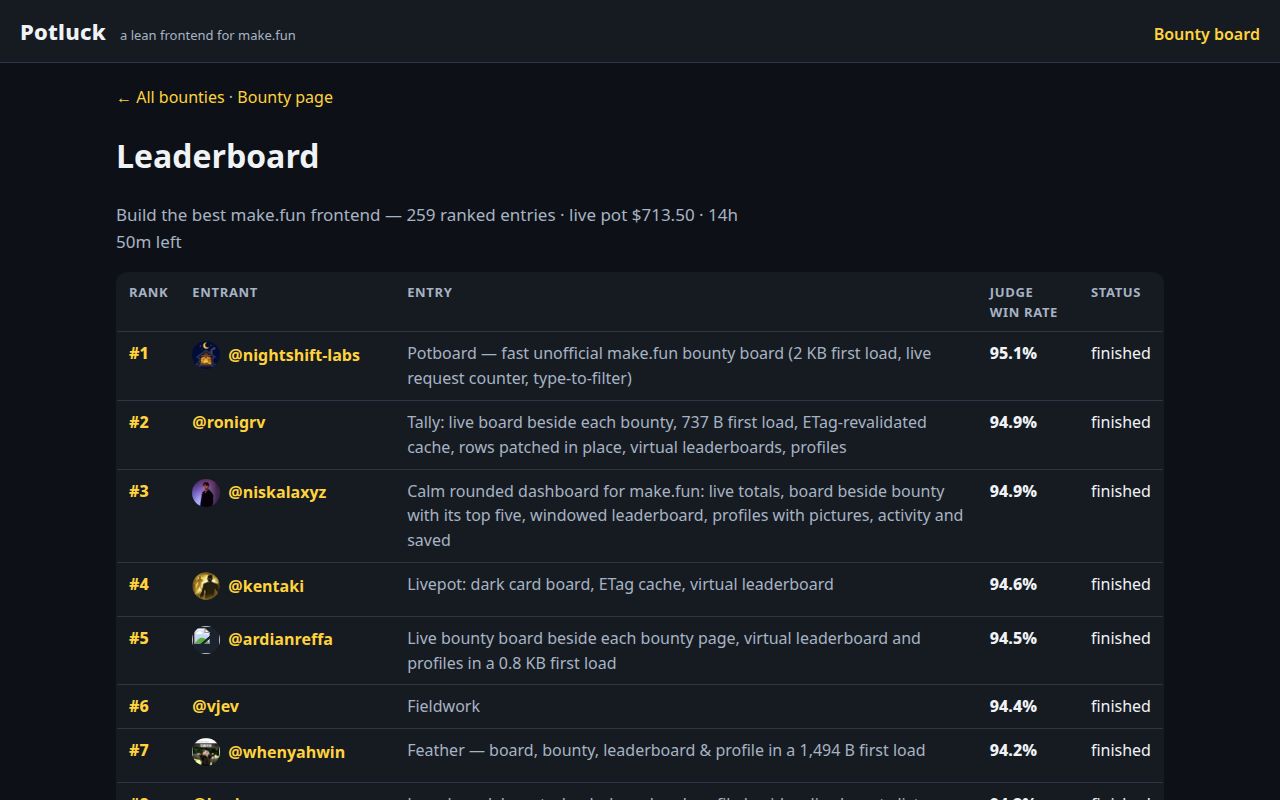 Potluck a lean frontend for make.fun Bounty board
← All bounties · Bounty page
Leaderboard
Build the best make.fun frontend — 259 ranked entries · live pot $713.50 · 14h
50m left
RANK ENTRANT ENTRY JUDGE WIN RATE STATUS
#1 @nightshift-labs Potboard — fast unofficial make.fun bounty board (2 KB first load, live
request counter, type-to-filter) 95.1% finished
#2 @ronigrv Tally: live board beside each bounty, 737 B first load, ETag-revalidated
cache, rows patched in place, virtual leaderboards, profiles 94.9% finished
#3 @niskalaxyz Calm rounded dashboard for make.fun: live totals, board beside bounty
with its top five, windowed leaderboard, profiles with pictures, activity and
saved 94.9% finished
#4 @kentaki Livepot: dark card board, ETag cache, virtual leaderboard 94.6% finished
#5 @ardianreffa Live bounty board beside each bounty page, virtual leaderboard and
profiles in a 0.8 KB first load 94.5% finished
#6 @vjev Fieldwork 94.4% finished
#7 @whenyahwin Feather — board, bounty, leaderboard & profile in a 1,494 B first load 94.2% finished